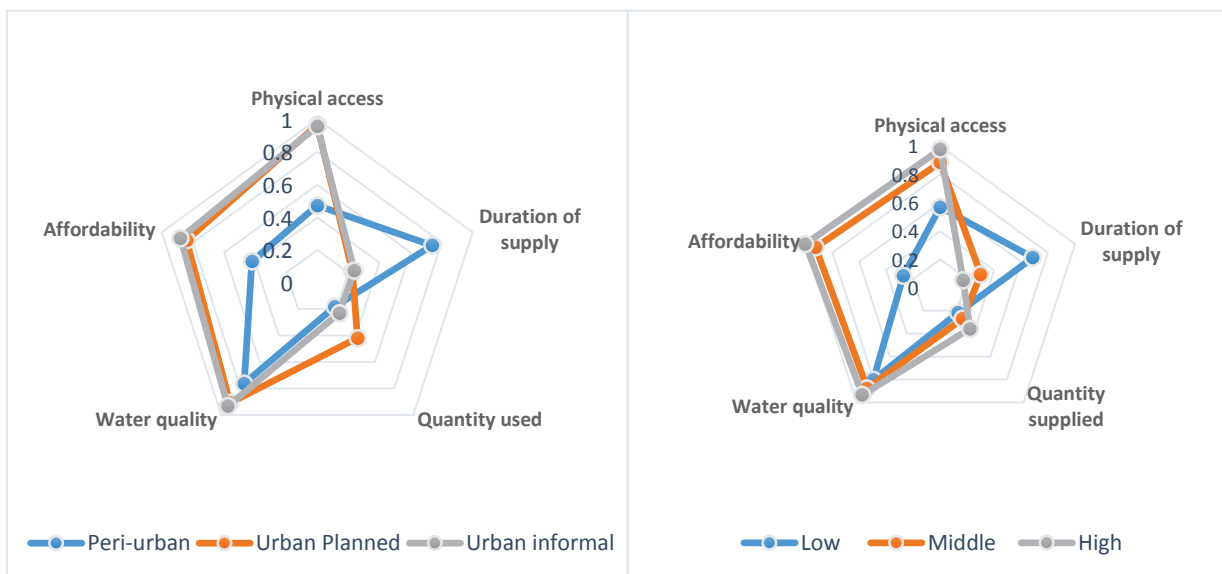 Physical access
1
0.8
0.6
0.4
0.2
0
Duration of
supply
Quantity used
Water quality
Affordability
Peri-urban Urban Planned Urban informal
Physical access
1
0.8
0.6
0.4
0.2
0
Duration of
supply
Quantity
supplied
Water quality
Affordability
Low Middle High